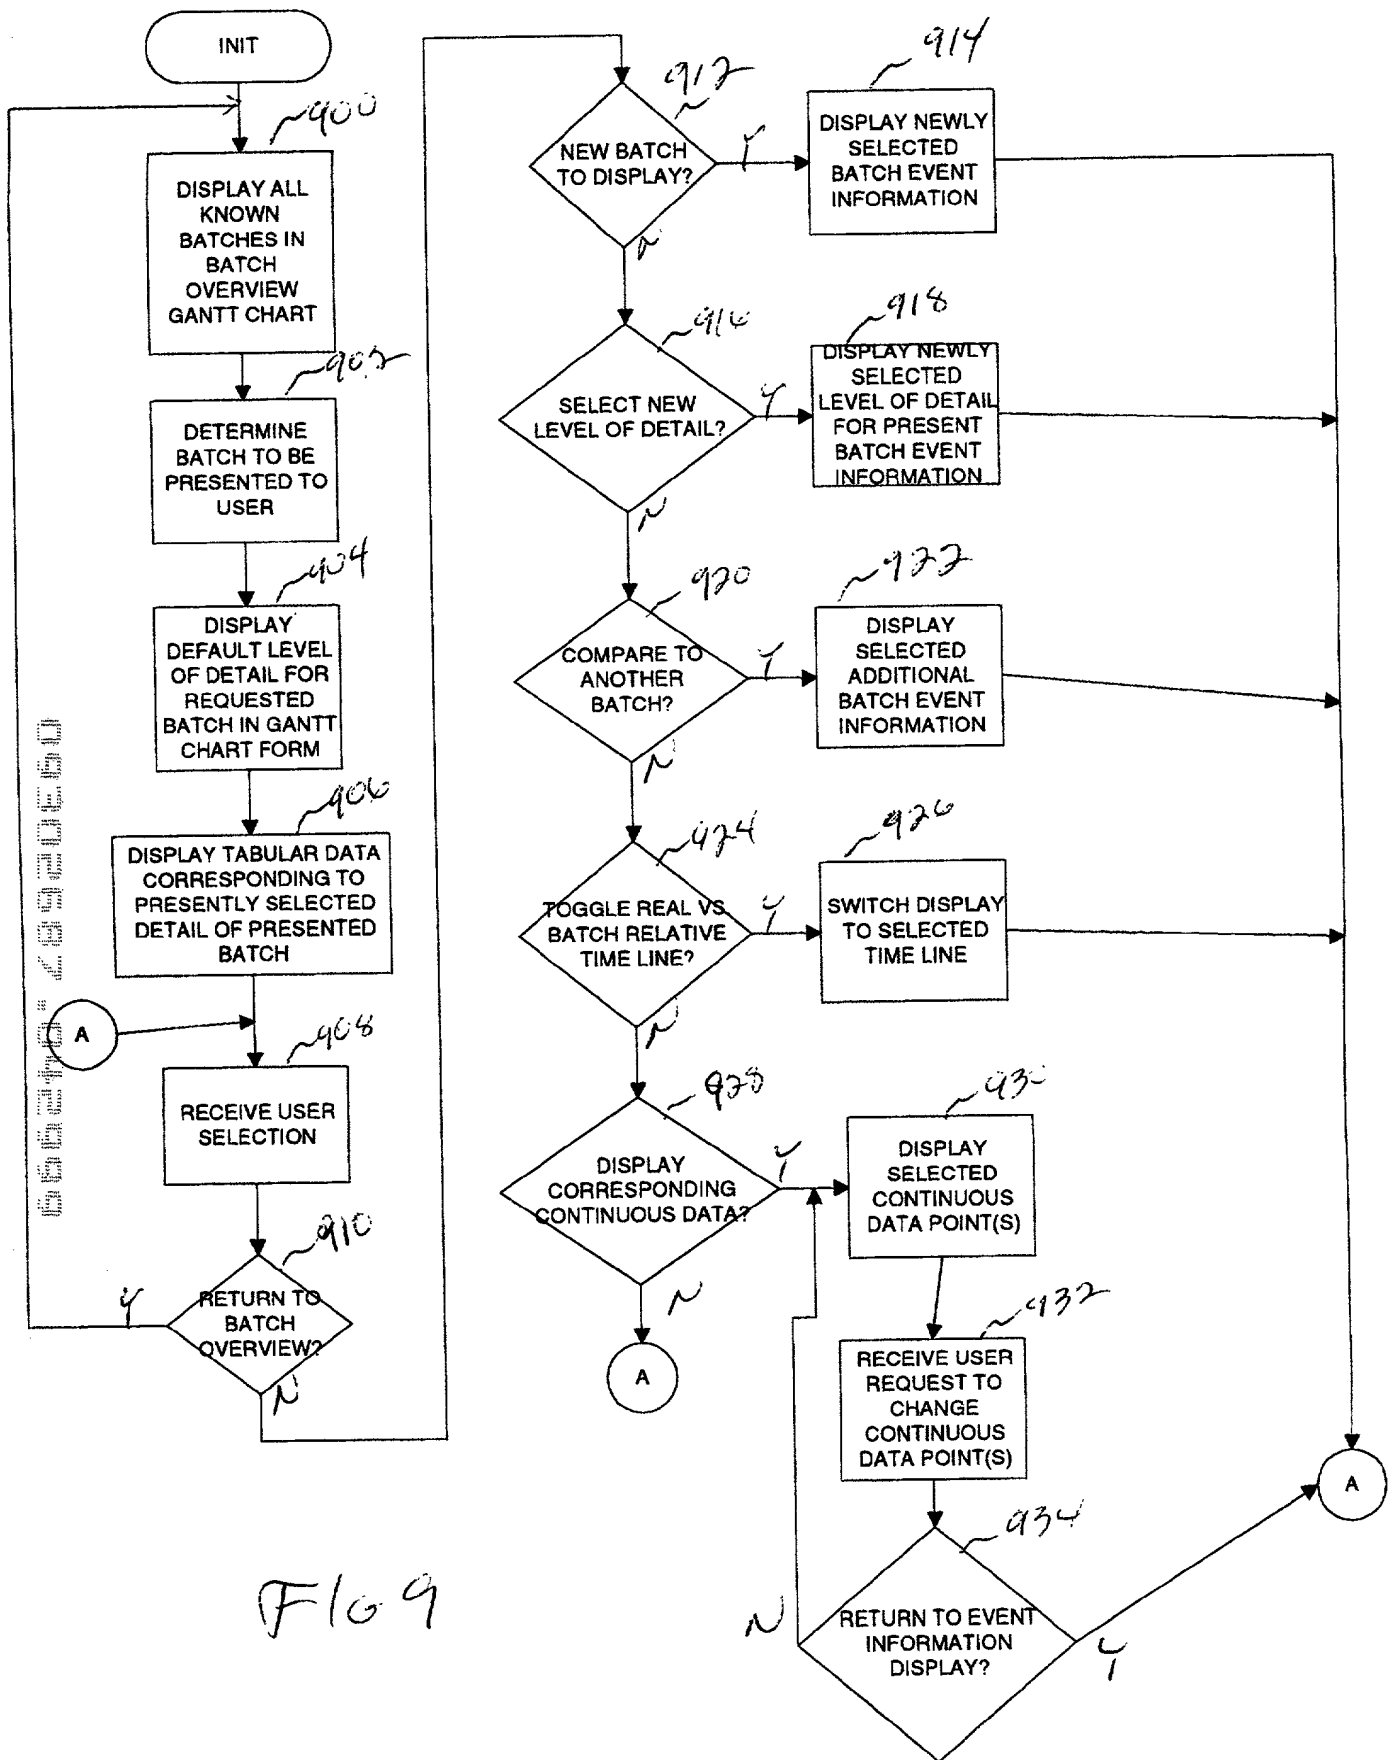 INIT
900
DISPLAY ALL
KNOWN
BATCHES IN
BATCH
OVERVIEW
GANTT CHART
902
DETERMINE
BATCH TO BE
PRESENTED TO
USER
904
DISPLAY
DEFAULT LEVEL
OF DETAIL FOR
REQUESTED
BATCH IN GANTT
CHART FORM
906
DISPLAY TABULAR DATA
CORRESPONDING TO
PRESENTLY SELECTED
DETAIL OF PRESENTED
BATCH
A
908
RECEIVE USER
SELECTION
910
RETURN TO
BATCH
OVERVIEW?
Y
N
912
NEW BATCH
TO DISPLAY?
Y
N
914
DISPLAY NEWLY
SELECTED
BATCH EVENT
INFORMATION
916
SELECT NEW
LEVEL OF DETAIL?
Y
N
918
DISPLAY NEWLY
SELECTED
LEVEL OF DETAIL
FOR PRESENT
BATCH EVENT
INFORMATION
920
COMPARE TO
ANOTHER
BATCH?
Y
N
922
DISPLAY
SELECTED
ADDITIONAL
BATCH EVENT
INFORMATION
924
TOGGLE REAL VS.
BATCH RELATIVE
TIME LINE?
Y
N
926
SWITCH DISPLAY
TO SELECTED
TIME LINE
928
DISPLAY
CORRESPONDING
CONTINUOUS DATA?
Y
N
A
930
DISPLAY
SELECTED
CONTINUOUS
DATA POINT(S)
932
RECEIVE USER
REQUEST TO
CHANGE
CONTINUOUS
DATA POINT(S)
934
RETURN TO EVENT
INFORMATION
DISPLAY?
N
Y
A
FIG 9